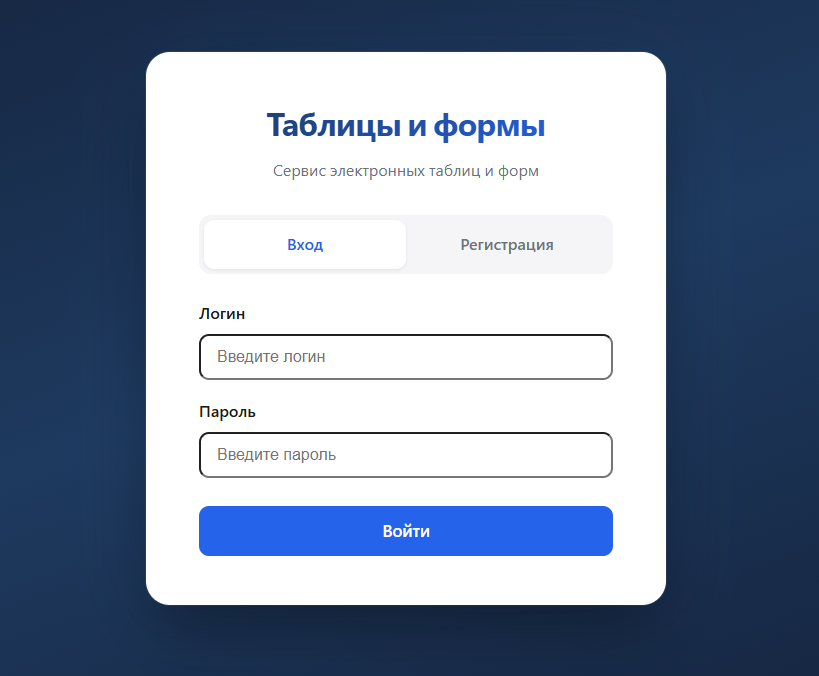 Таблицы и формы
Сервис электронных таблиц и форм
Вход
Регистрация
Логин
Введите логин
Пароль
Введите пароль
Войти